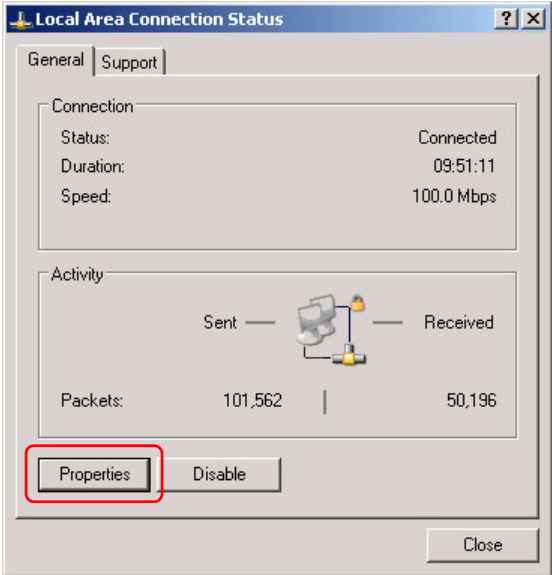 Local Area Connection Status
General Support
Connection
Status: Connected
Duration: 09:51:11
Speed: 100.0 Mbps
Activity
Sent Received
Packets: 101,562 50,196
Properties Disable
Close